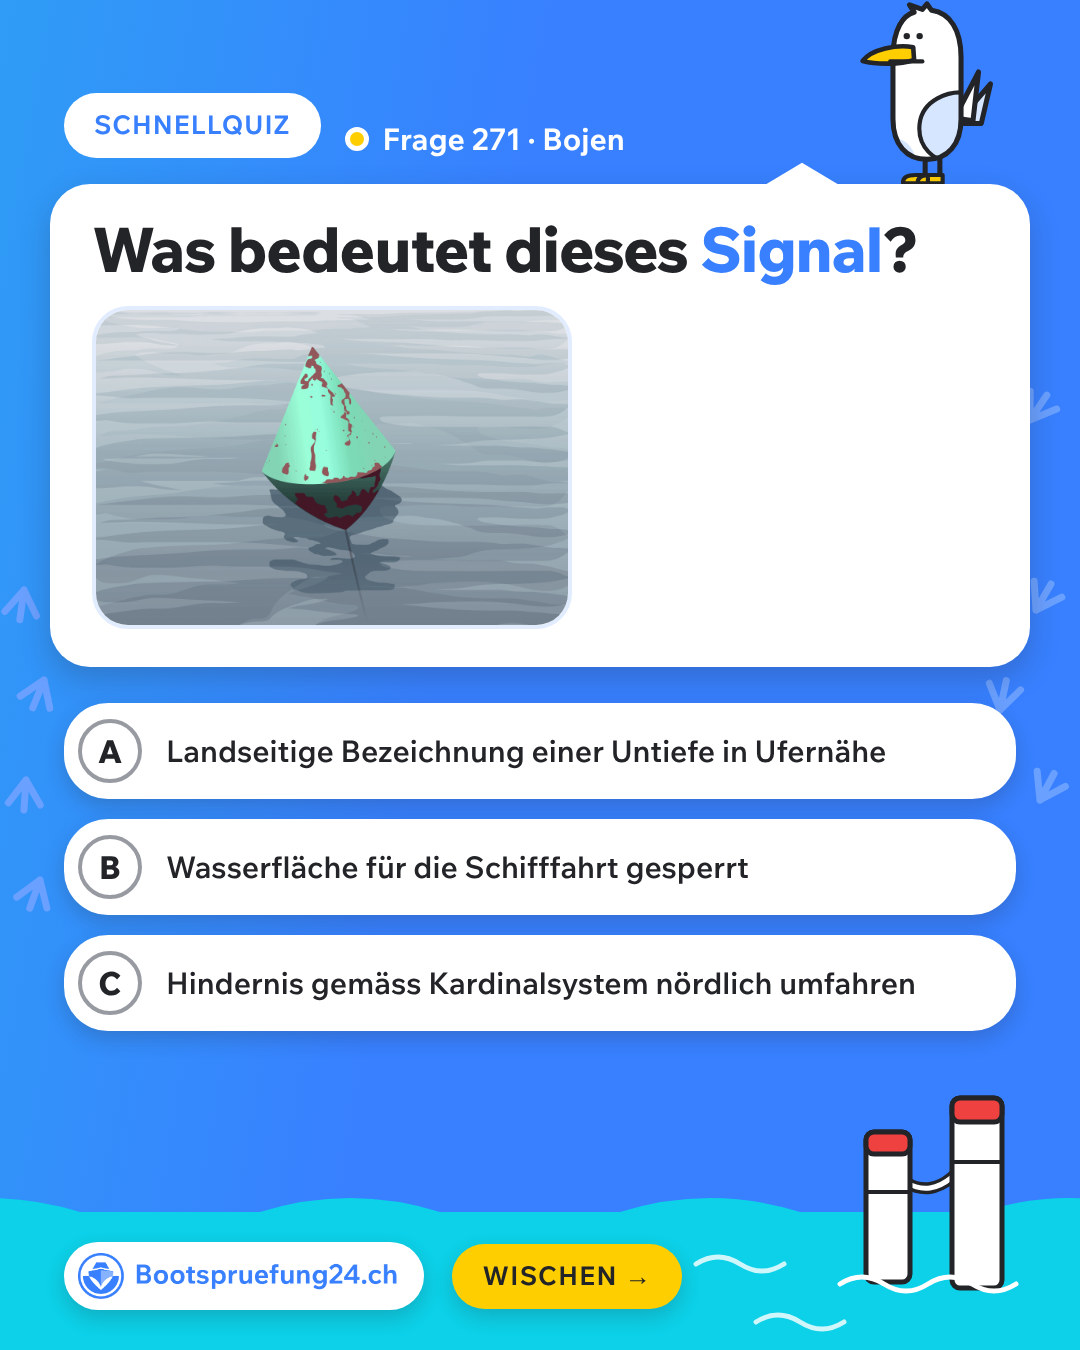 SCHNELLQUIZ
Frage 271 · Bojen
Was bedeutet dieses Signal?
A Landseitige Bezeichnung einer Untiefe in Ufernähe
B Wasserfläche für die Schifffahrt gesperrt
C Hindernis gemäss Kardinalsystem nördlich umfahren
Bootspruefung24.ch
WISCHEN →